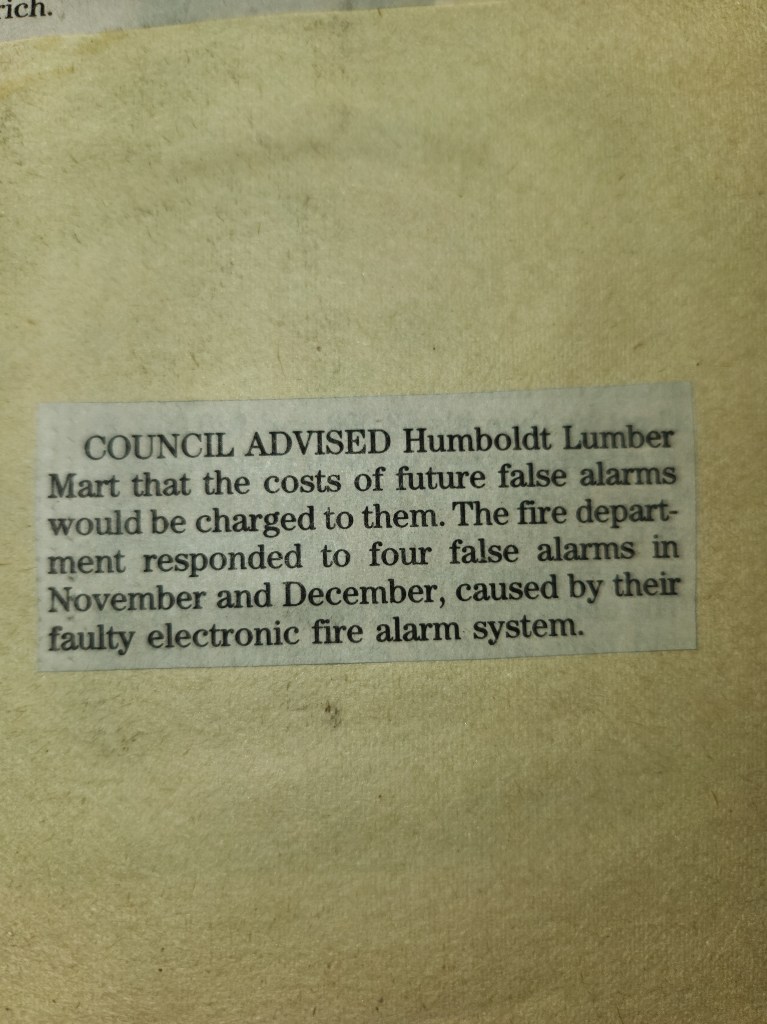 COUNCIL ADVISED Humboldt Lumber
Mart that the costs of future false alarms
would be charged to them. The fire depart-
ment responded to four false alarms in
November and December, caused by their
faulty electronic fire alarm system.